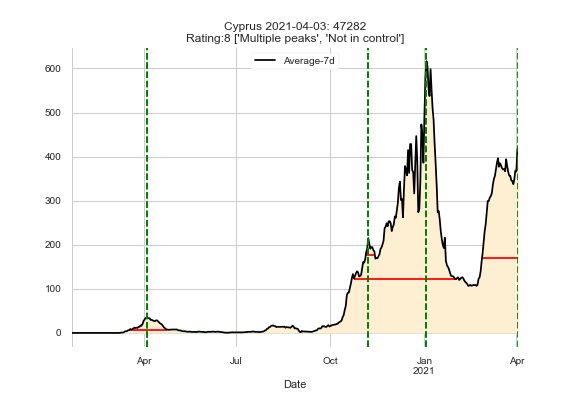 Cyprus 2021-04-03: 47282
Rating:8 ['Multiple peaks', 'Not in control']
Average-7d
600
500
400
300
200
100
0
Apr
Jul
Oct
Jan
2021
Apr
Date